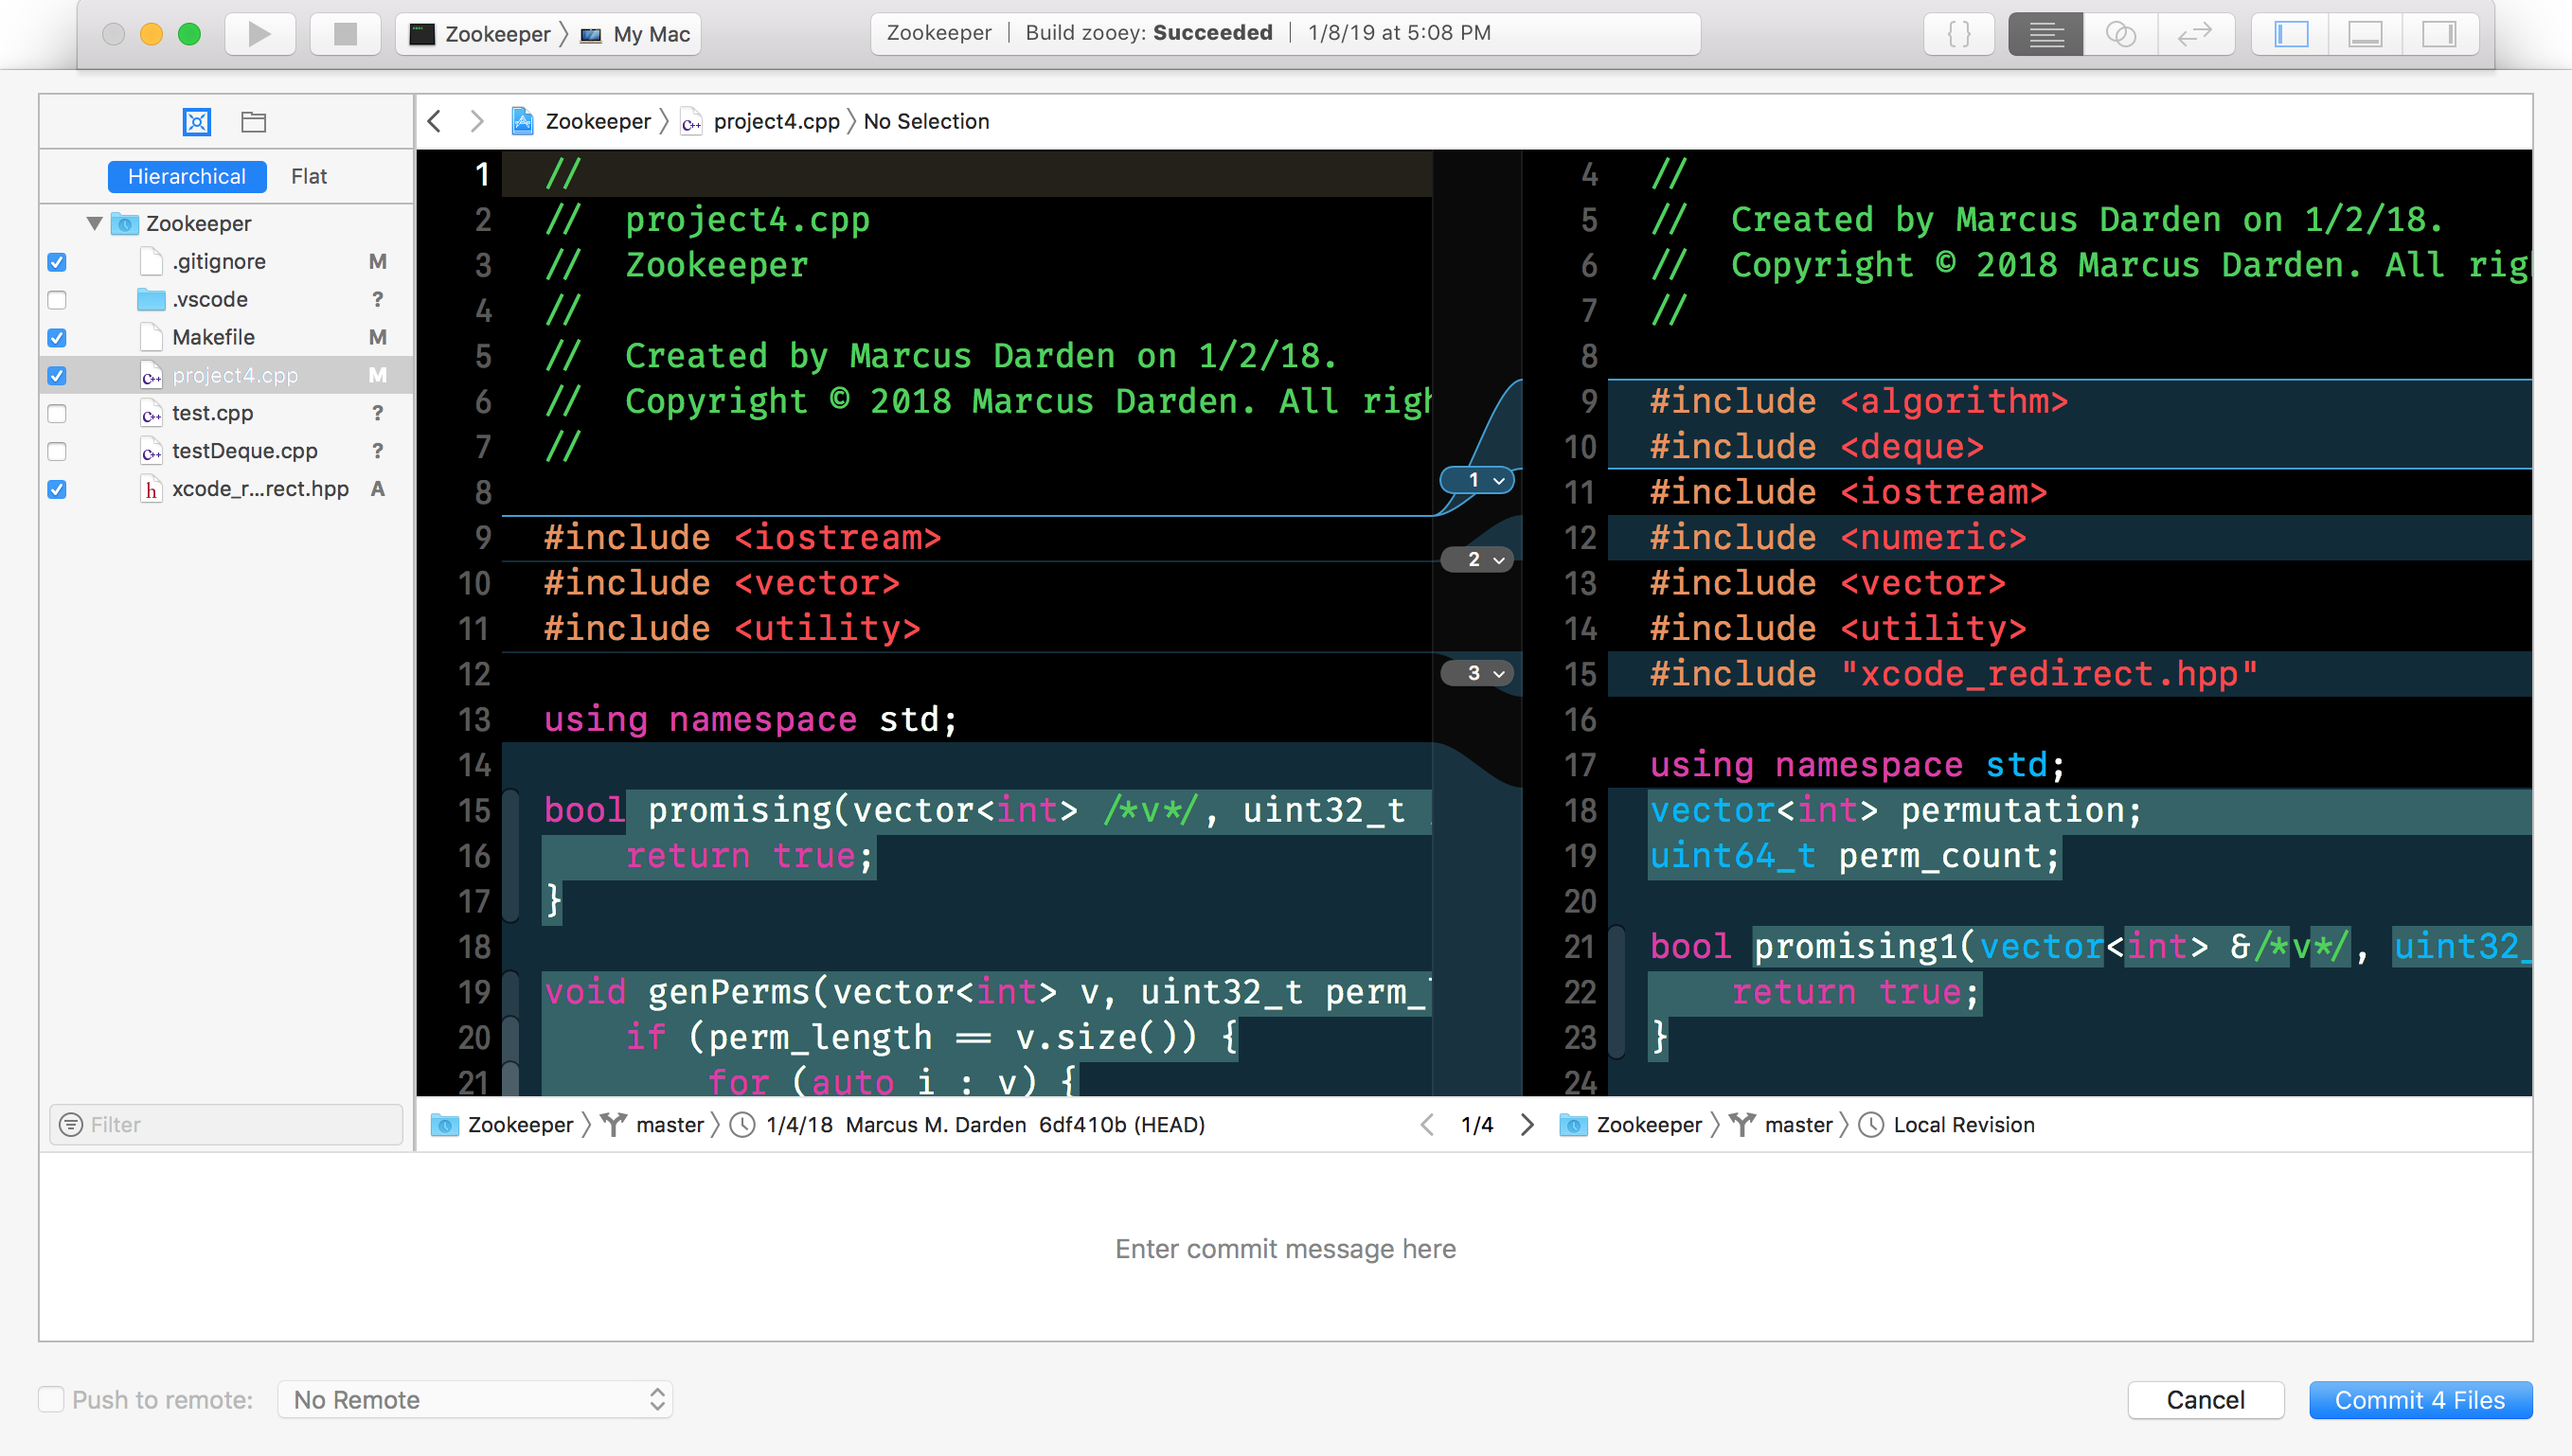 Zookeeper My Mac
Zookeeper Build zooey: Succeeded 1/8/19 at 5:08 PM
{ }
Zookeeper project4.cpp No Selection
Hierarchical Flat
Zookeeper
.gitignore M
.vscode ?
Makefile M
C++ project4.cpp M
C++ test.cpp ?
C++ testDeque.cpp ?
h xcode_r...rect.hpp A
Filter
1 //
2 // project4.cpp
3 // Zookeeper
4 //
5 // Created by Marcus Darden on 1/2/18.
6 // Copyright © 2018 Marcus Darden. All righ
7 //
8
9 #include <iostream>
10 #include <vector>
11 #include <utility>
12
13 using namespace std;
14
15 bool promising(vector<int> /*v*/, uint32_t
16 return true;
17 }
18
19 void genPerms(vector<int> v, uint32_t perm_
20 if (perm_length == v.size()) {
21 for (auto i : v) {
1
2
3
4 //
5 // Created by Marcus Darden on 1/2/18.
6 // Copyright © 2018 Marcus Darden. All rig
7 //
8
9 #include <algorithm>
10 #include <deque>
11 #include <iostream>
12 #include <numeric>
13 #include <vector>
14 #include <utility>
15 #include "xcode_redirect.hpp"
16
17 using namespace std;
18 vector<int> permutation;
19 uint64_t perm_count;
20
21 bool promising1(vector<int> &/*v*/, uint32_
22 return true;
23 }
24
Zookeeper master 1/4/18 Marcus M. Darden 6df410b (HEAD)
1/4
Zookeeper master Local Revision
Enter commit message here
Push to remote: No Remote
Cancel Commit 4 Files